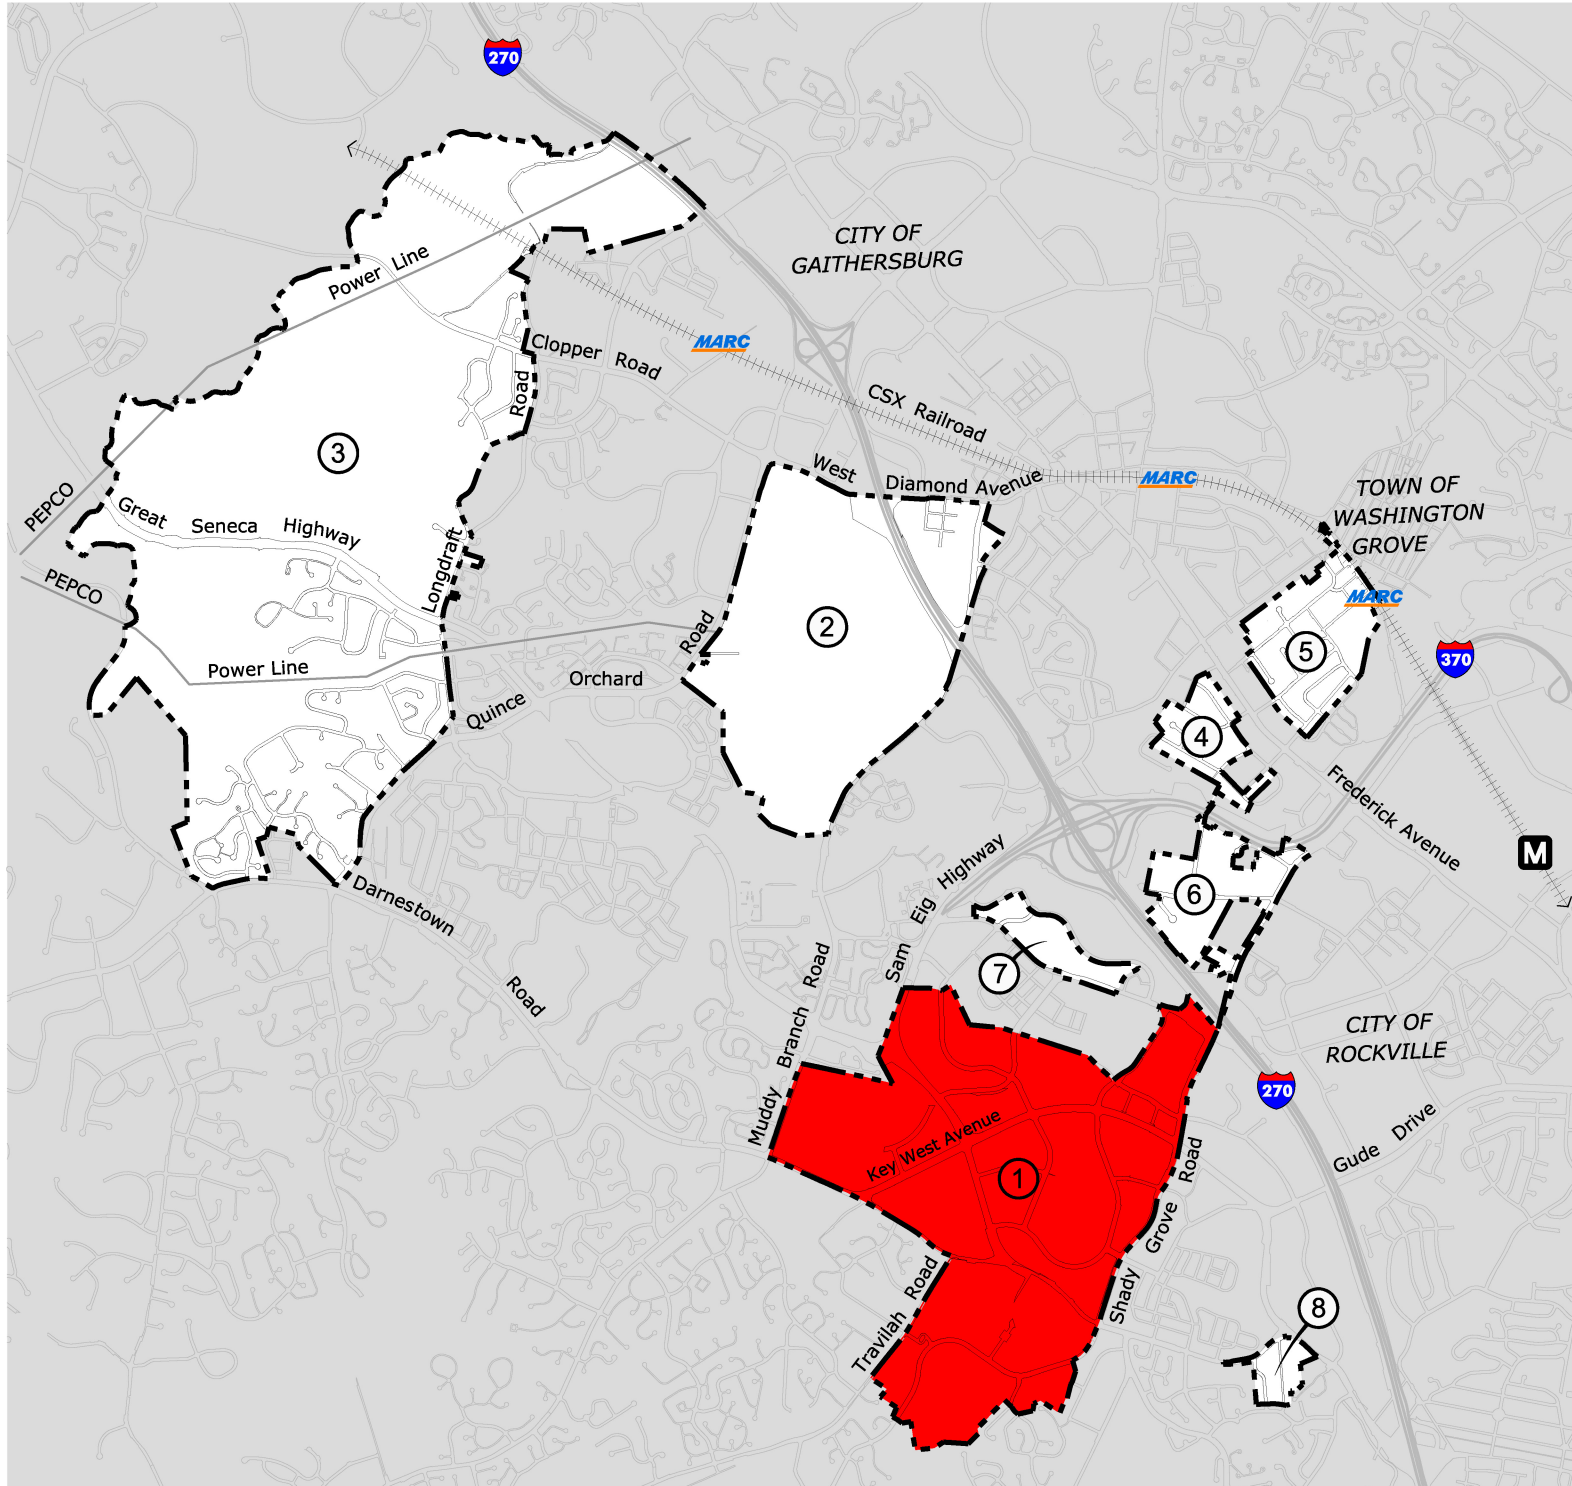 270
CITY OF
GAITHERSBURG
Power Line
MARC
Clopper Road
Road
CSX Railroad
3
West
Diamond Avenue
MARC
TOWN OF
WASHINGTON
GROVE
PEPCO
Great Seneca Highway
Longdraft
PEPCO
MARC
2
Road
5
370
Power Line
Orchard
Quince
4
Frederick Avenue
M
Eig Highway
Sam
6
Darnestown
Road
7
Muddy Branch Road
CITY OF
ROCKVILLE
270
Gude Drive
Key West Avenue
1
Shady Grove Road
Travilah Road
8